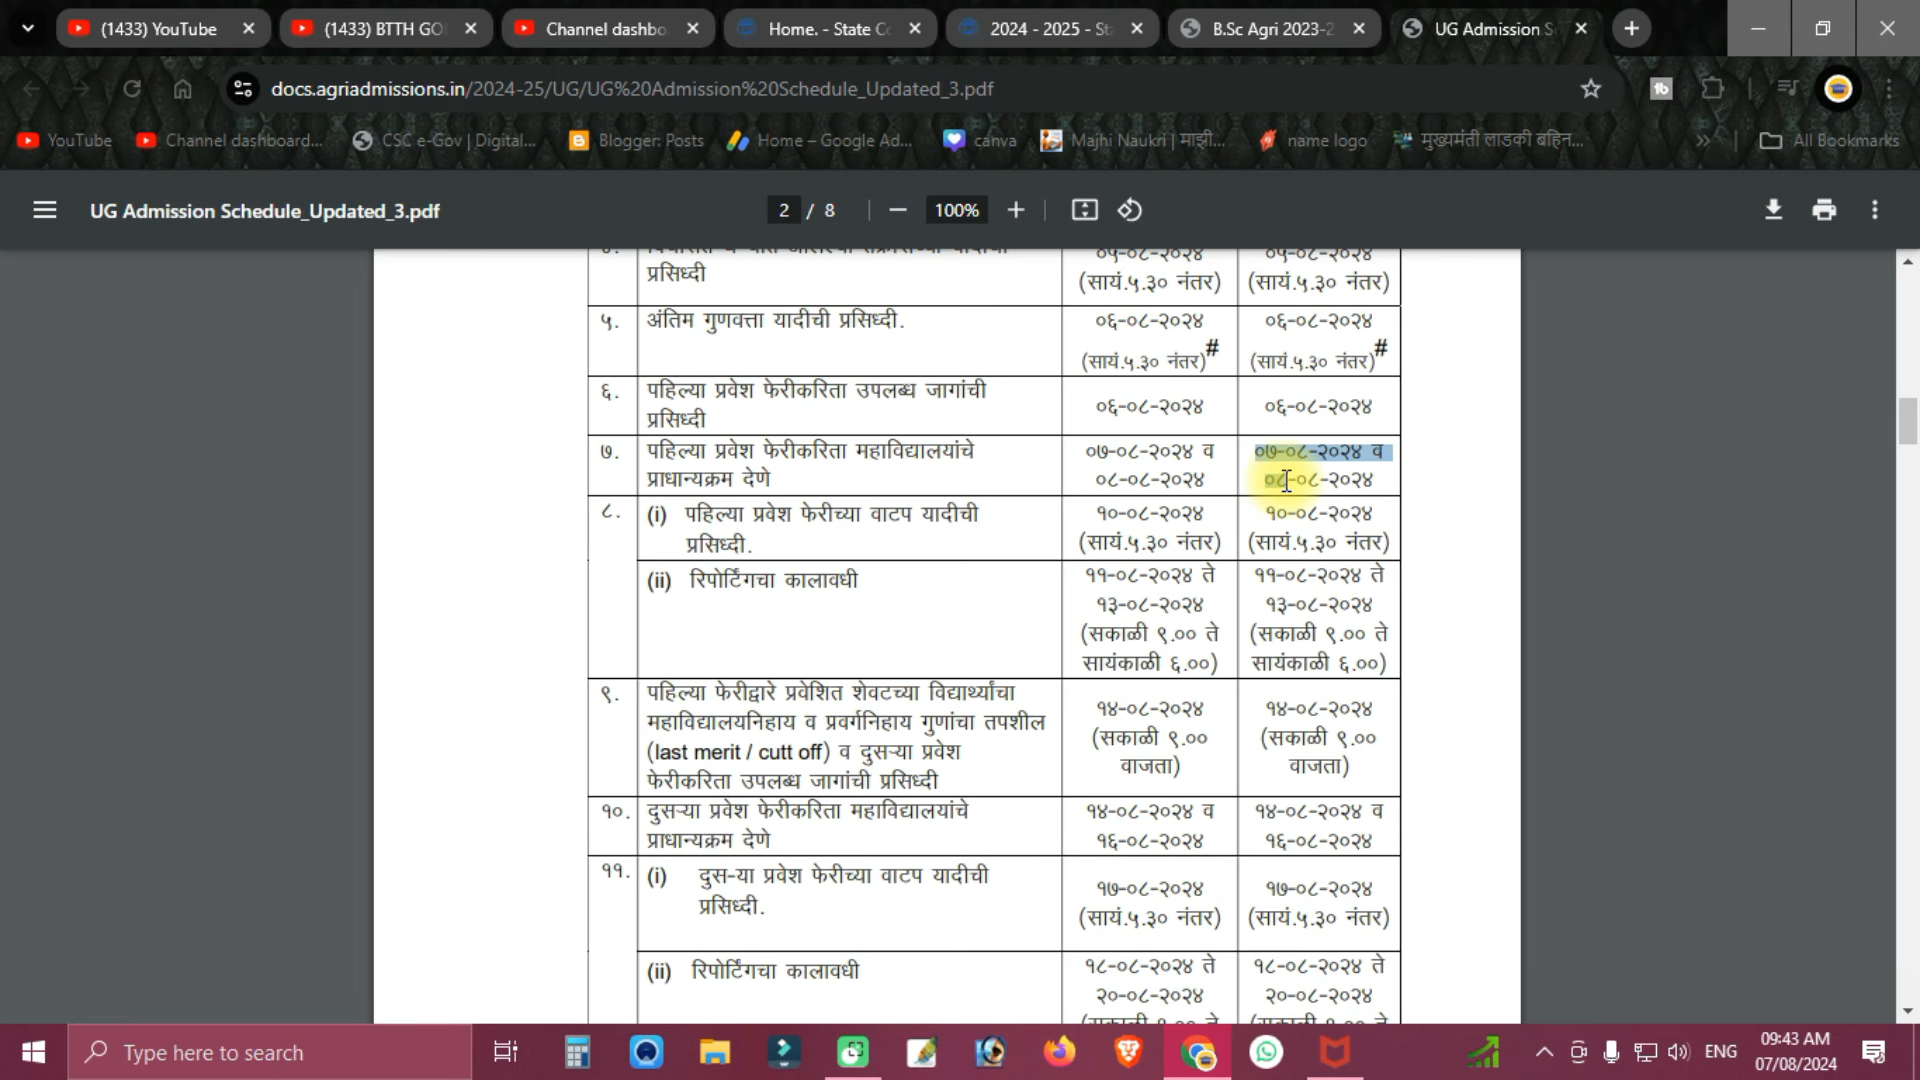 (1433) YouTube
(1433) BTTH GO
Channel dashbo
Home. - State Co
2024 - 2025 - St
B.Sc Agri 2023-2
UG Admission S
docs.agriadmissions.in/2024-25/UG/UG%20Admission%20Schedule_Updated_3.pdf
YouTube
Channel dashboard...
CSC e-Gov | Digital...
Blogger: Posts
Home – Google Ad...
canva
Majhi Naukri | माझी...
name logo
मुख्यमंती लाडकी बहिन...
All Bookmarks
UG Admission Schedule_Updated_3.pdf
2 / 8
100%
प्रसिध्दी
०५-०८-२०२४
(सायं.५.३० नंतर)
०५-०८-२०२४
(सायं.५.३० नंतर)
५. अंतिम गुणवत्ता यादीची प्रसिध्दी.
०६-०८-२०२४
(सायं.५.३० नंतर)#
०६-०८-२०२४
(सायं.५.३० नंतर)#
६. पहिल्या प्रवेश फेरीकरिता उपलब्ध जागांची
प्रसिध्दी
०६-०८-२०२४
०६-०८-२०२४
७. पहिल्या प्रवेश फेरीकरिता महाविद्यालयांचे
प्राधान्यक्रम देणे
०७-०८-२०२४ व
०८-०८-२०२४
०७-०८-२०२४ व
०८-०८-२०२४
८. (i) पहिल्या प्रवेश फेरीच्या वाटप यादीची
प्रसिध्दी.
१०-०८-२०२४
(सायं.५.३० नंतर)
१०-०८-२०२४
(सायं.५.३० नंतर)
(ii) रिपोर्टिंगचा कालावधी
११-०८-२०२४ ते
१३-०८-२०२४
(सकाळी ९.०० ते
सायंकाळी ६.००)
११-०८-२०२४ ते
१३-०८-२०२४
(सकाळी ९.०० ते
सायंकाळी ६.००)
९. पहिल्या फेरीद्वारे प्रवेशित शेवटच्या विद्यार्थ्यांचा
महाविद्यालयनिहाय व प्रवर्गनिहाय गुणांचा तपशील
(last merit / cutt off) व दुसऱ्या प्रवेश
फेरीकरिता उपलब्ध जागांची प्रसिध्दी
१४-०८-२०२४
(सकाळी ९.००
वाजता)
१४-०८-२०२४
(सकाळी ९.००
वाजता)
१०. दुसऱ्या प्रवेश फेरीकरिता महाविद्यालयांचे
प्राधान्यक्रम देणे
१४-०८-२०२४ व
१६-०८-२०२४
१४-०८-२०२४ व
१६-०८-२०२४
११. (i) दुस-या प्रवेश फेरीच्या वाटप यादीची
प्रसिध्दी.
१७-०८-२०२४
(सायं.५.३० नंतर)
१७-०८-२०२४
(सायं.५.३० नंतर)
(ii) रिपोर्टिंगचा कालावधी
१८-०८-२०२४ ते
२०-०८-२०२४
१८-०८-२०२४ ते
२०-०८-२०२४
Type here to search
ENG
09:43 AM
07/08/2024